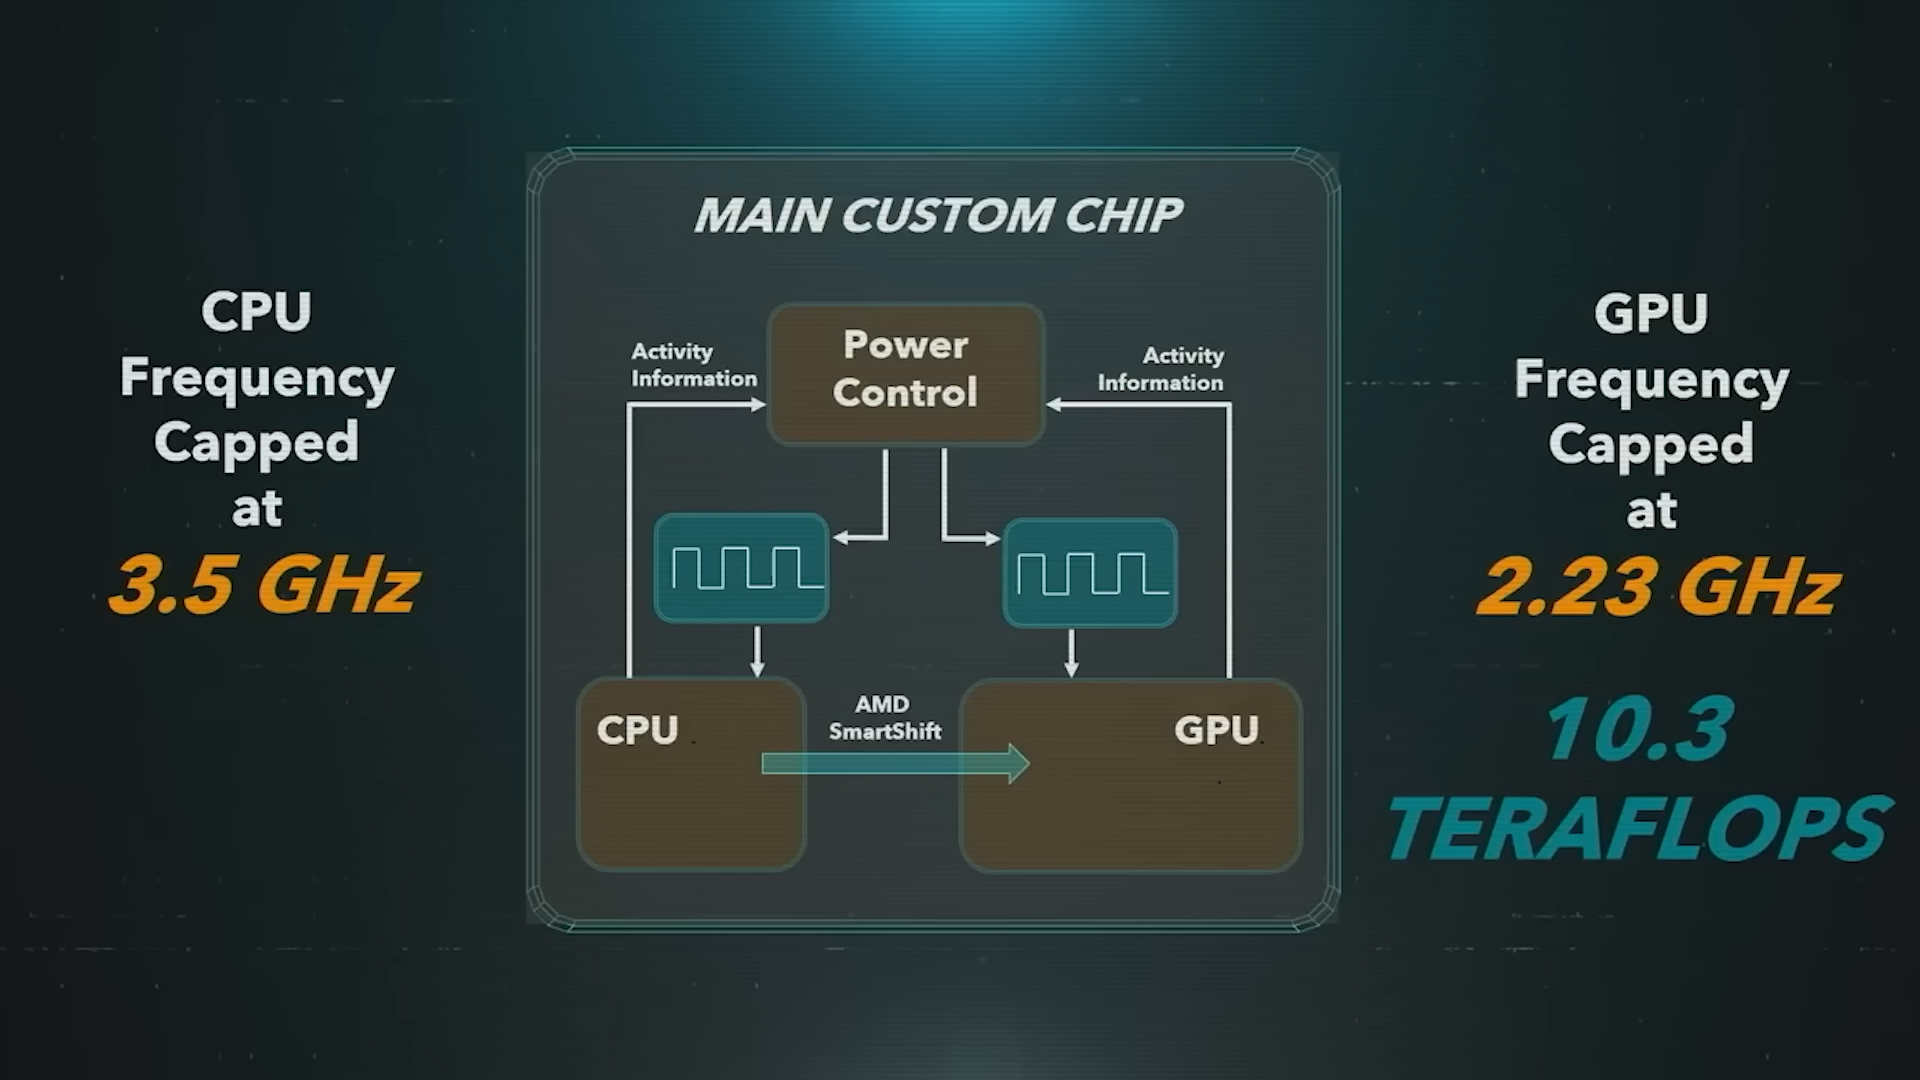 MAIN CUSTOM CHIP
CPU
Frequency
Capped
at
3.5 GHz
Activity
Information
Power
Control
Activity
Information
CPU
AMD
SmartShift
GPU
GPU
Frequency
Capped
at
2.23 GHz
10.3
TERAFLOPS